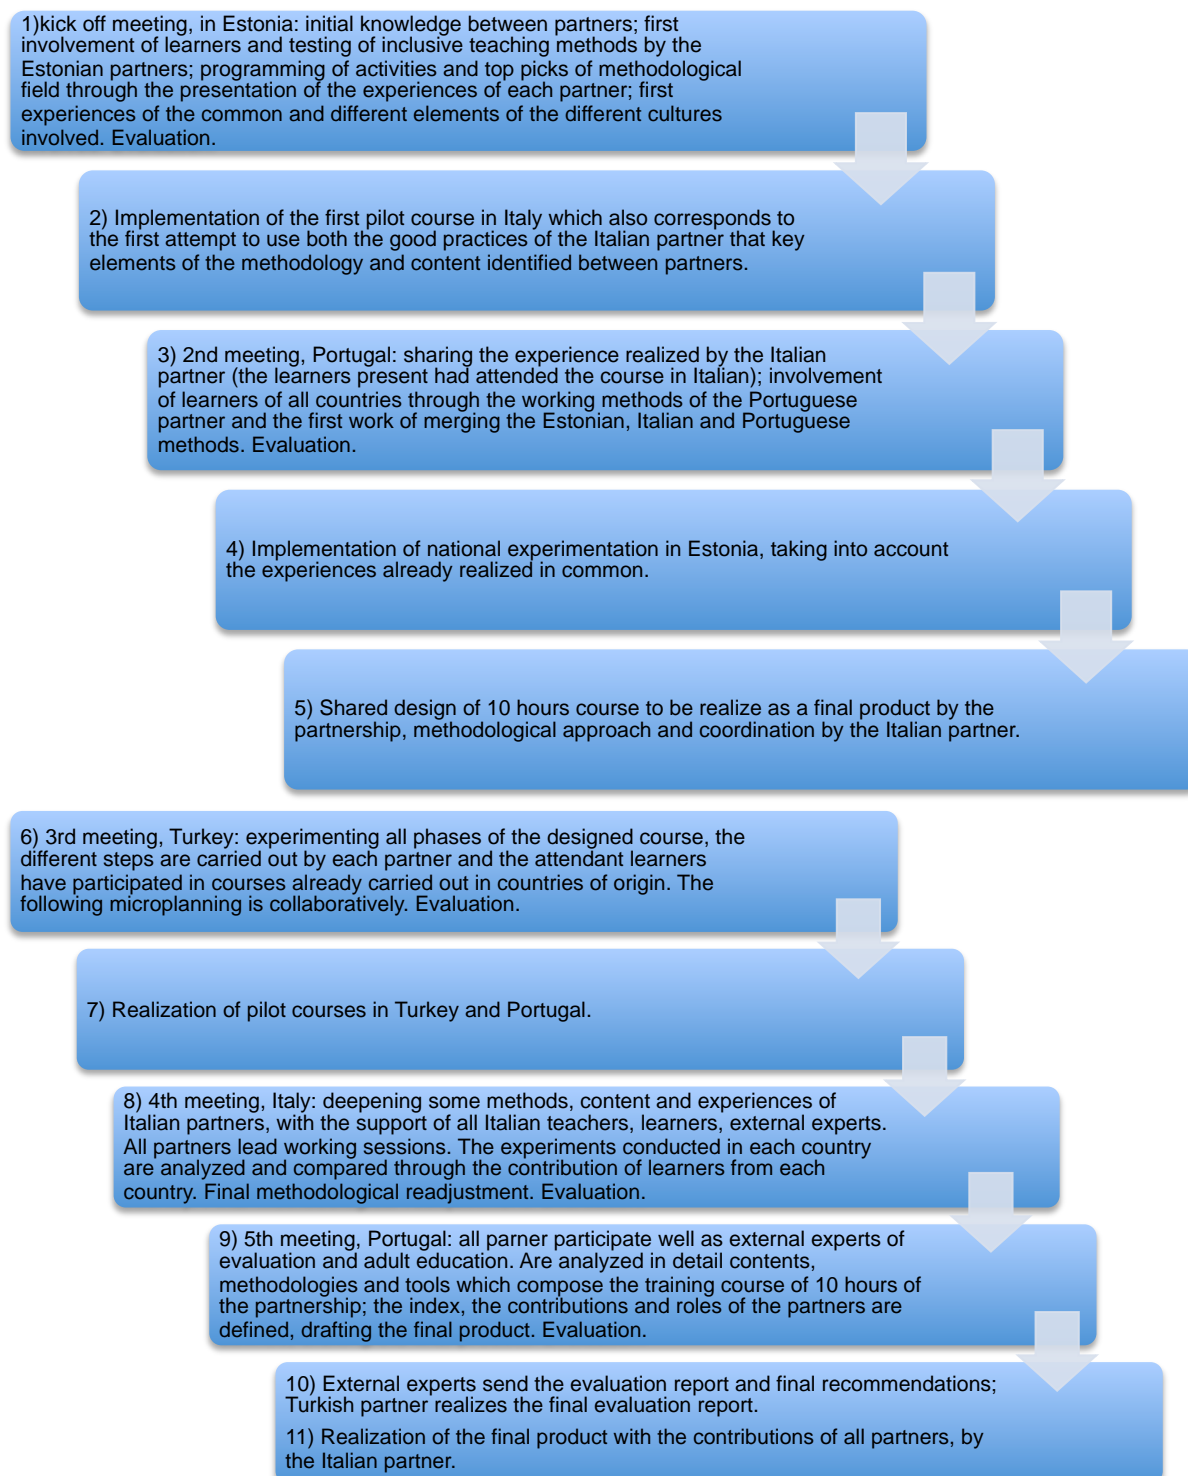 1)kick off meeting, in Estonia: initial knowledge between partners; first
involvement of learners and testing of inclusive teaching methods by the
Estonian partners; programming of activities and top picks of methodological
field through the presentation of the experiences of each partner; first
experiences of the common and different elements of the different cultures
involved. Evaluation.
2) Implementation of the first pilot course in Italy which also corresponds to
the first attempt to use both the good practices of the Italian partner that key
elements of the methodology and content identified between partners.
3) 2nd meeting, Portugal: sharing the experience realized by the Italian
partner (the learners present had attended the course in Italian); involvement
of learners of all countries through the working methods of the Portuguese
partner and the first work of merging the Estonian, Italian and Portuguese
methods. Evaluation.
4) Implementation of national experimentation in Estonia, taking into account
the experiences already realized in common.
5) Shared design of 10 hours course to be realize as a final product by the
partnership, methodological approach and coordination by the Italian partner.
6) 3rd meeting, Turkey: experimenting all phases of the designed course, the
different steps are carried out by each partner and the attendant learners
have participated in courses already carried out in countries of origin. The
following microplanning is collaboratively. Evaluation.
7) Realization of pilot courses in Turkey and Portugal.
8) 4th meeting, Italy: deepening some methods, content and experiences of
Italian partners, with the support of all Italian teachers, learners, external experts.
All partners lead working sessions. The experiments conducted in each country
are analyzed and compared through the contribution of learners from each
country. Final methodological readjustment. Evaluation.
9) 5th meeting, Portugal: all parner participate well as external experts of
evaluation and adult education. Are analyzed in detail contents,
methodologies and tools which compose the training course of 10 hours of
the partnership; the index, the contributions and roles of the partners are
defined, drafting the final product. Evaluation.
10) External experts send the evaluation report and final recommendations;
Turkish partner realizes the final evaluation report.
11) Realization of the final product with the contributions of all partners, by
the Italian partner.